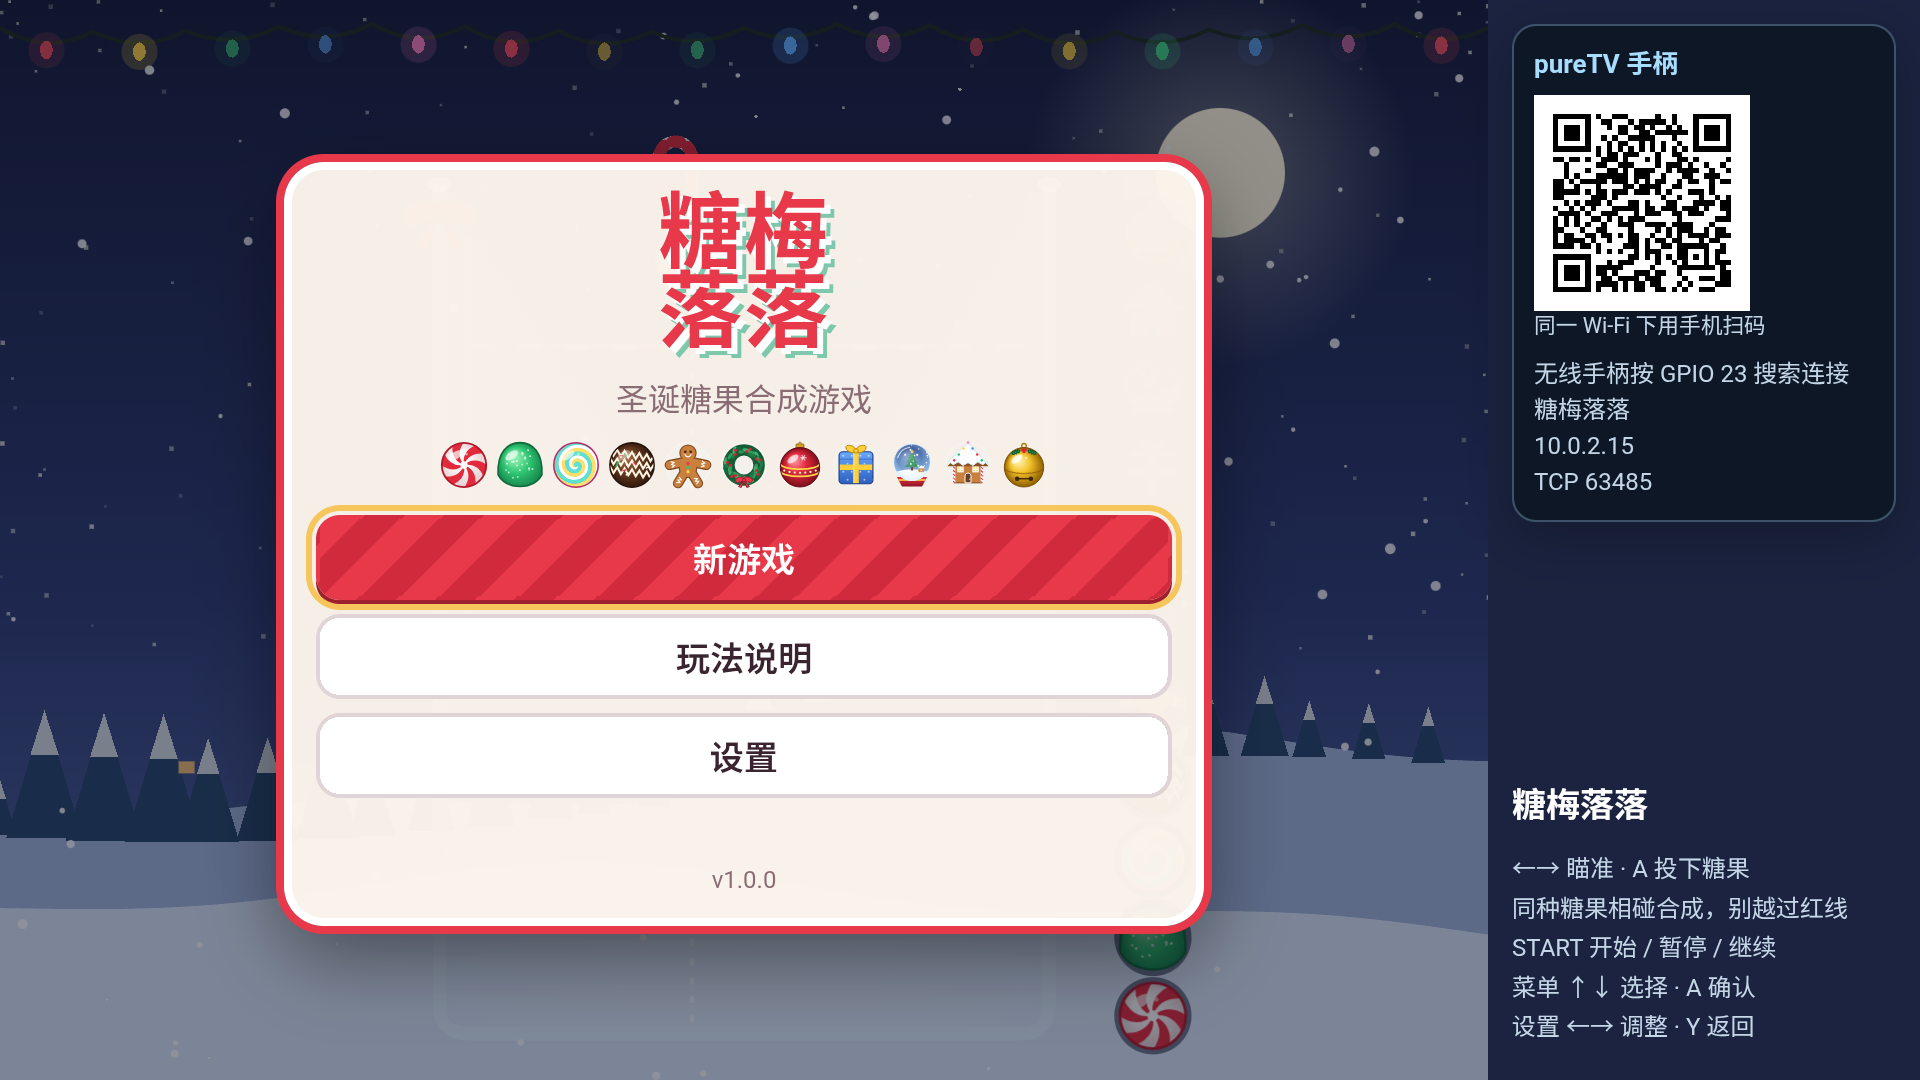 糖梅
落落
圣诞糖果合成游戏
新游戏
玩法说明
设置
v1.0.0
pureTV 手柄
同一 Wi-Fi 下用手机扫码
无线手柄按 GPIO 23 搜索连接
糖梅落落
10.0.2.15
TCP 63485
糖梅落落
←→ 瞄准 · A 投下糖果
同种糖果相碰合成，别越过红线
START 开始 / 暂停 / 继续
菜单 ↑↓ 选择 · A 确认
设置 ←→ 调整 · Y 返回